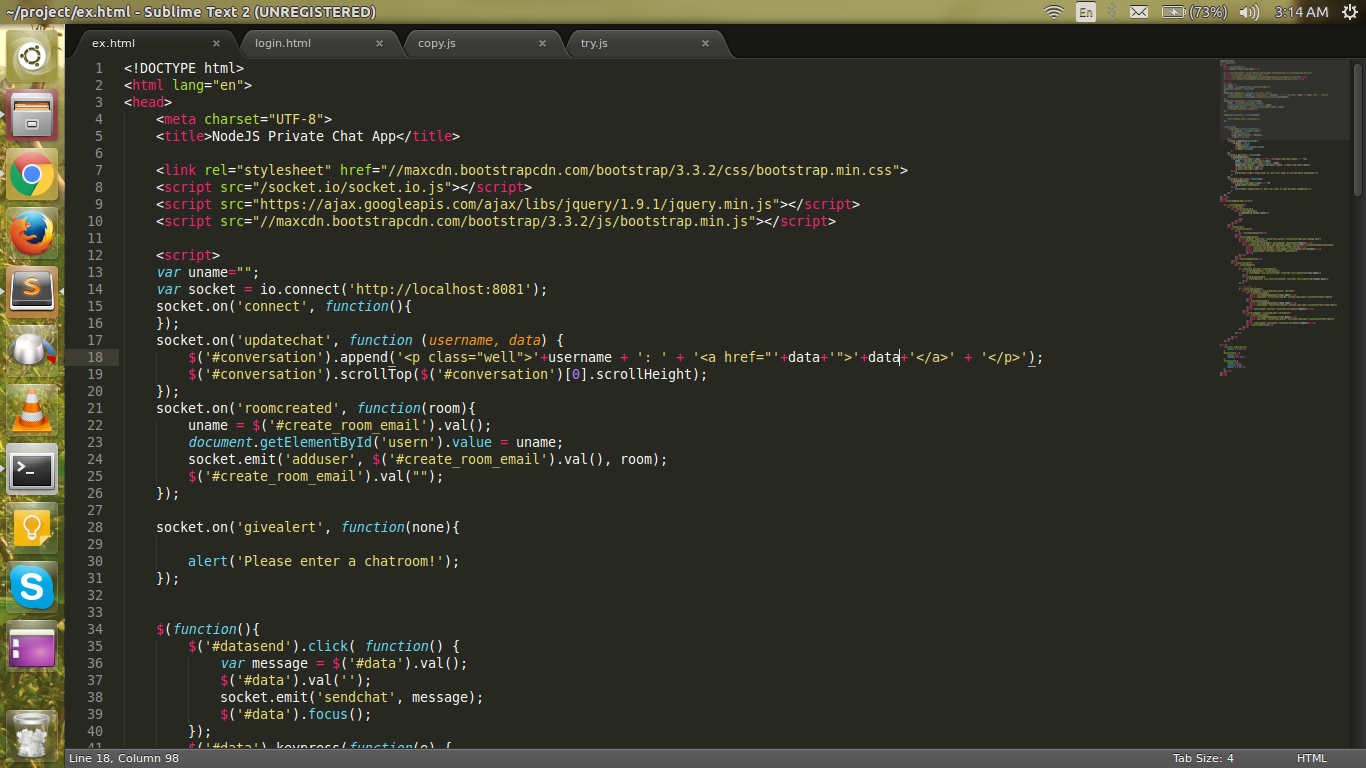 ~/project/ex.html - Sublime Text 2 (UNREGISTERED)
En
(73%)
3:14 AM
ex.html ×
login.html ×
copy.js ×
try.js ×
1 <!DOCTYPE html>
2 <html lang="en">
3 <head>
4     <meta charset="UTF-8">
5     <title>NodeJS Private Chat App</title>
6
7     <link rel="stylesheet" href="//maxcdn.bootstrapcdn.com/bootstrap/3.3.2/css/bootstrap.min.css">
8     <script src="/socket.io/socket.io.js"></script>
9     <script src="https://ajax.googleapis.com/ajax/libs/jquery/1.9.1/jquery.min.js"></script>
10     <script src="//maxcdn.bootstrapcdn.com/bootstrap/3.3.2/js/bootstrap.min.js"></script>
11
12     <script>
13     var uname="";
14     var socket = io.connect('http://localhost:8081');
15     socket.on('connect', function(){
16     });
17     socket.on('updatechat', function (username, data) {
18         $('#conversation').append('<p class="well">'+username + ': ' + '<a href="'+data+'">'+data+'</a>' + '</p>');
19         $('#conversation').scrollTop($('#conversation')[0].scrollHeight);
20     });
21     socket.on('roomcreated', function(room){
22         uname = $('#create_room_email').val();
23         document.getElementById('usern').value = uname;
24         socket.emit('adduser', $('#create_room_email').val(), room);
25         $('#create_room_email').val("");
26     });
27
28     socket.on('givealert', function(none){
29
30         alert('Please enter a chatroom!');
31     });
32
33
34     $(function(){
35         $('#datasend').click( function() {
36             var message = $('#data').val();
37             $('#data').val('');
38             socket.emit('sendchat', message);
39             $('#data').focus();
40         });
41         $('#data').keypress(function(e) {
Line 18, Column 98
Tab Size: 4
HTML